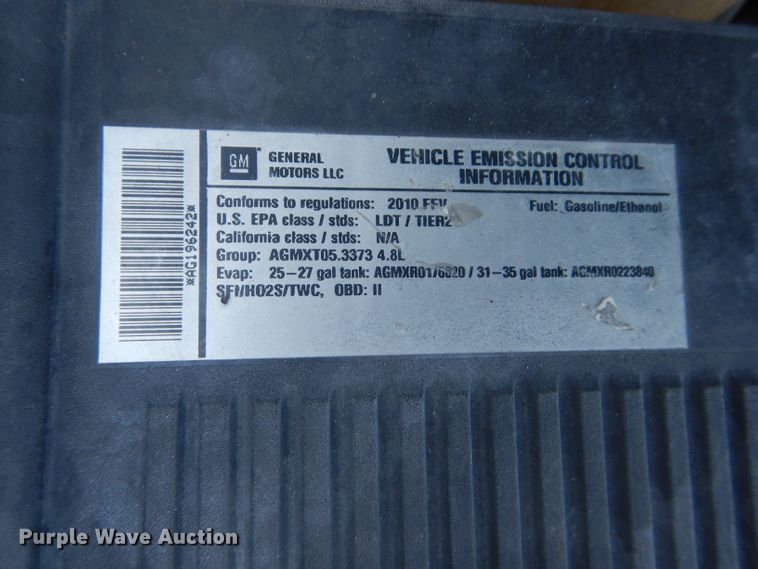 *AG196242*
GM
GENERAL MOTORS LLC
VEHICLE EMISSION CONTROL INFORMATION
Conforms to regulations: 2010 FFV Fuel: Gasoline/Ethanol
U.S. EPA class / stds: LDT / TIER2
California class / stds: N/A
Group: AGMXT05.3373 4.8L
Evap: 25-27 gal tank: AGMXR0176820 / 31-35 gal tank: AGMXR0223840
SFI/HO2S/TWC, OBD: II
Purple Wave Auction